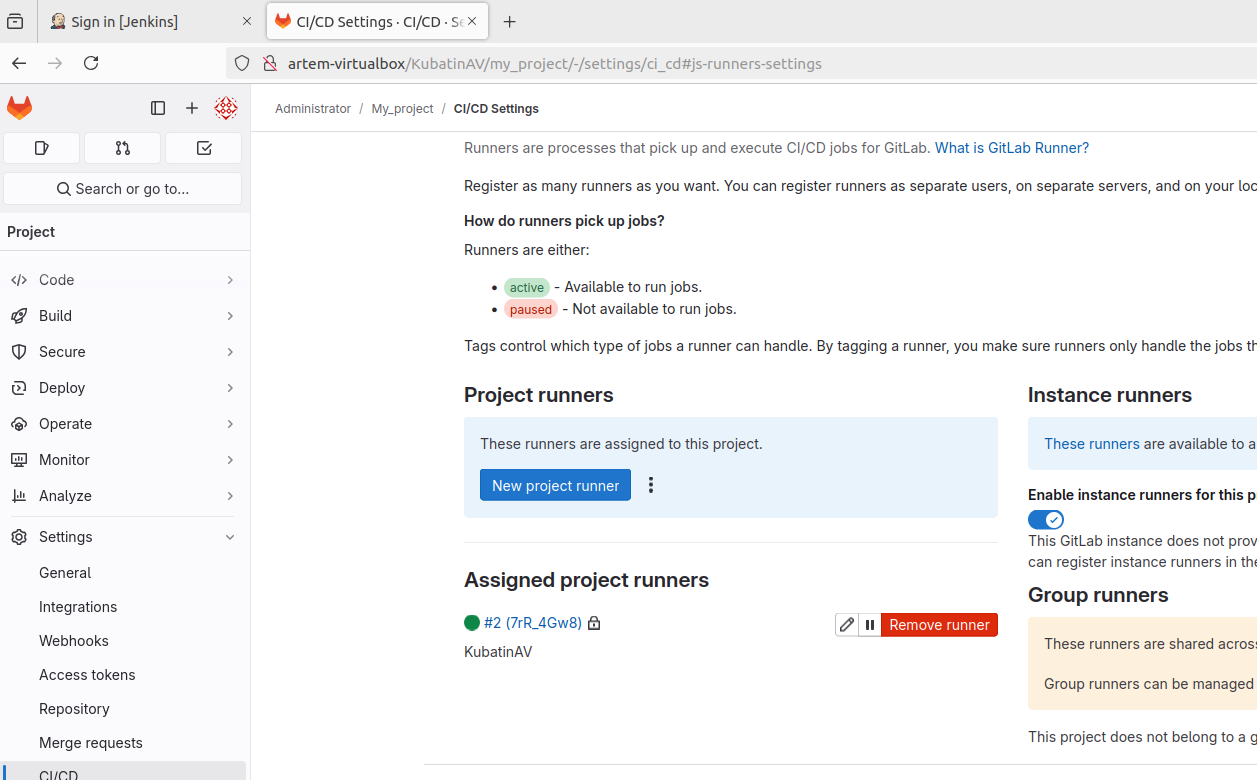 Sign in [Jenkins]
CI/CD Settings · CI/CD · Se
artem-virtualbox/KubatinAV/my_project/-/settings/ci_cd#js-runners-settings
Administrator / My_project / CI/CD Settings
Search or go to...
Project
Code
Build
Secure
Deploy
Operate
Monitor
Analyze
Settings
General
Integrations
Webhooks
Access tokens
Repository
Merge requests
CI/CD
Runners are processes that pick up and execute CI/CD jobs for GitLab. What is GitLab Runner?
Register as many runners as you want. You can register runners as separate users, on separate servers, and on your loc
How do runners pick up jobs?
Runners are either:
• active - Available to run jobs.
• paused - Not available to run jobs.
Tags control which type of jobs a runner can handle. By tagging a runner, you make sure runners only handle the jobs th
Project runners
These runners are assigned to this project.
New project runner
Assigned project runners
#2 (7rR_4Gw8)
Remove runner
KubatinAV
Instance runners
These runners are available to a
Enable instance runners for this p
This GitLab instance does not prov
can register instance runners in the
Group runners
These runners are shared across
Group runners can be managed
This project does not belong to a g